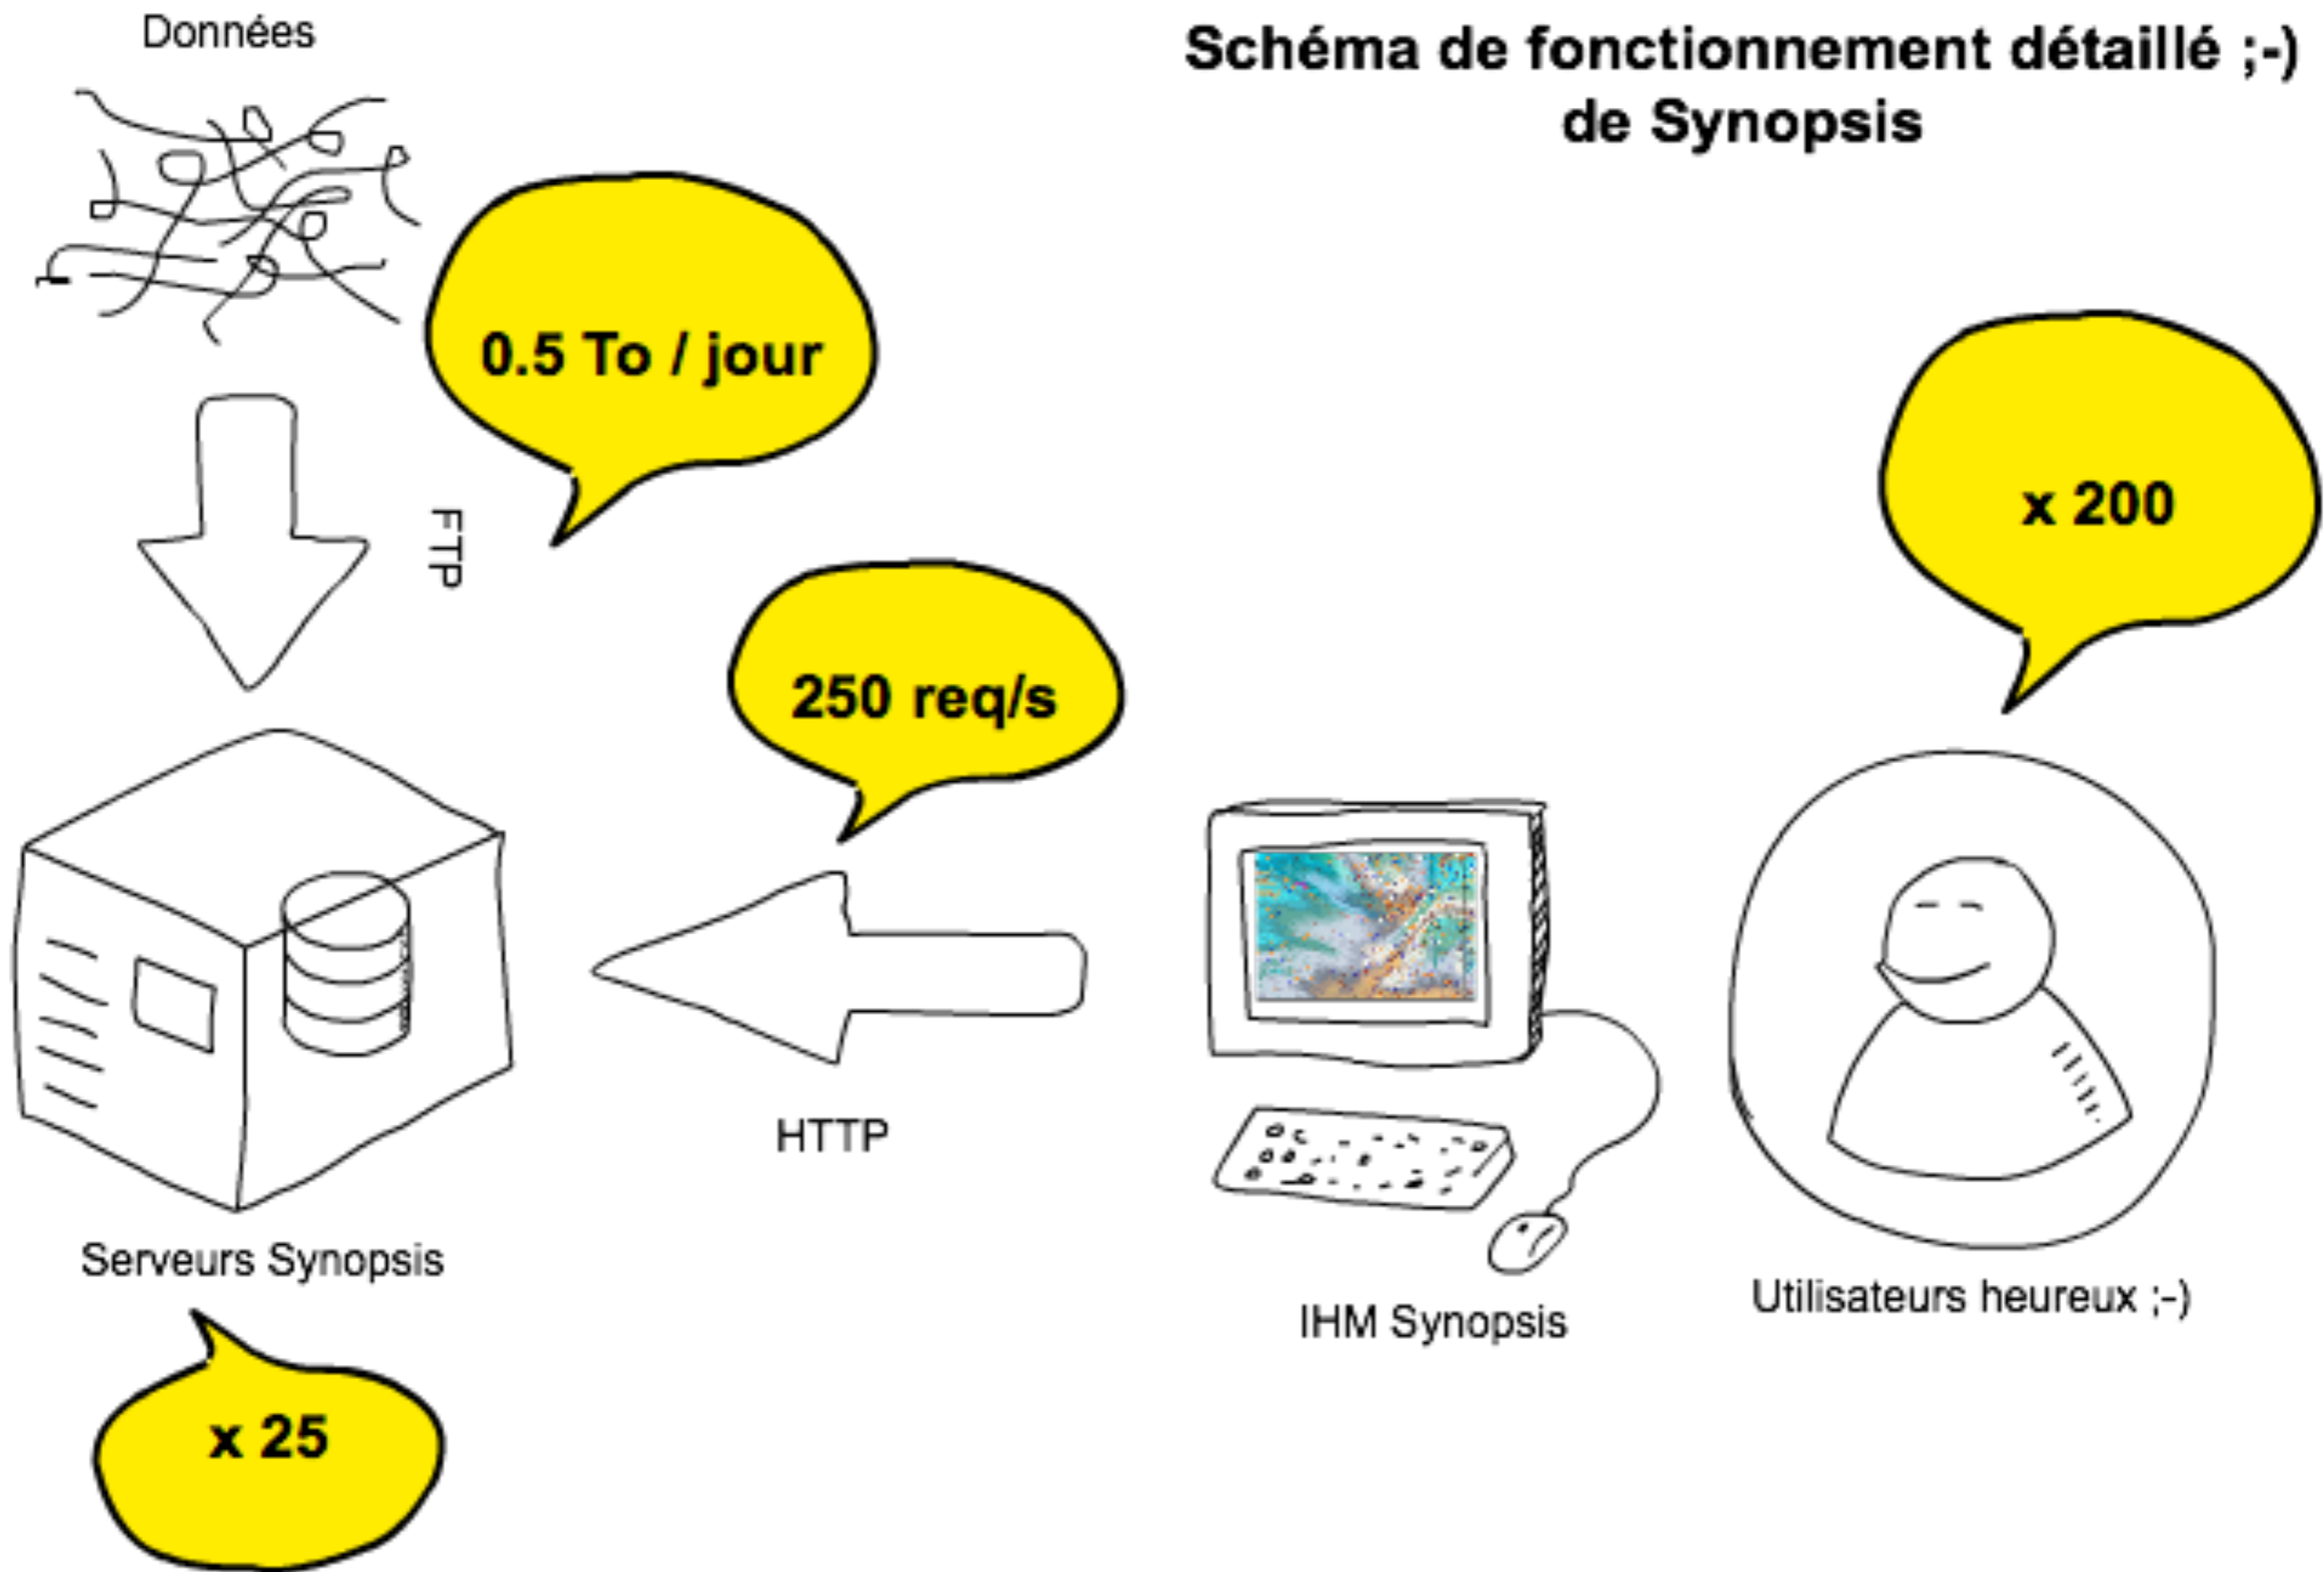 Données
Schéma de fonctionnement détaillé ;-)
de Synopsis
0.5 To / jour
x 200
FTP
250 req/s
HTTP
Serveurs Synopsis
IHM Synopsis
Utilisateurs heureux ;-)
x 25